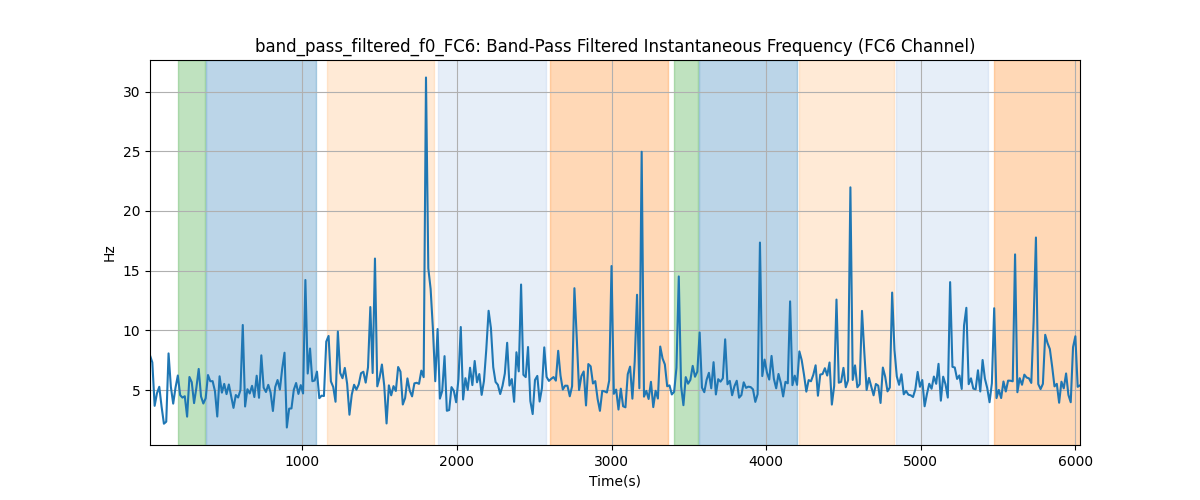 band_pass_filtered_f0_FC6: Band-Pass Filtered Instantaneous Frequency (FC6 Channel)
30
25
20
15
10
5
Hz
1000 2000 3000 4000 5000 6000
Time(s)